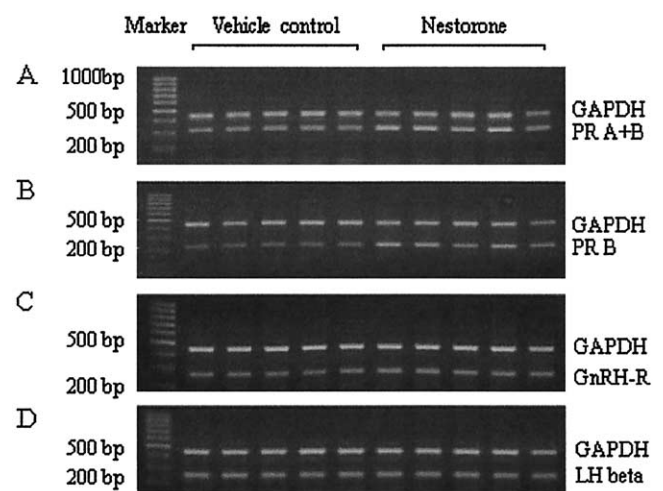 Marker Vehicle control Nestorone
A
1000bp
500 bp
200 bp
GAPDH
PR A+B
B
500 bp
200 bp
GAPDH
PR B
C
500 bp
200 bp
GAPDH
GnRH-R
D
500 bp
200 bp
GAPDH
LH beta